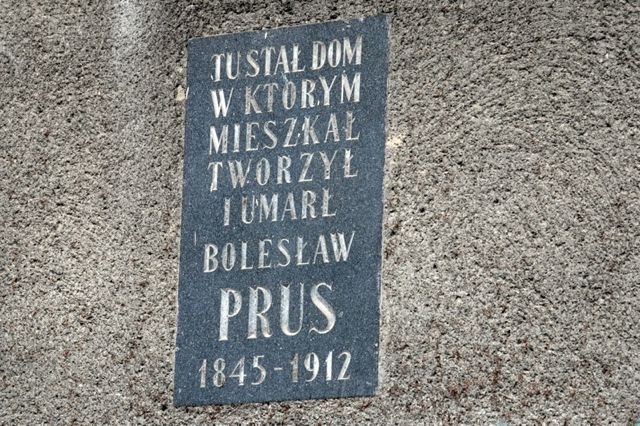 TU STAŁ DOM
W KTÓRYM
MIESZKAŁ
TWORZYŁ
I UMARŁ
BOLESŁAW
PRUS
1845-1912